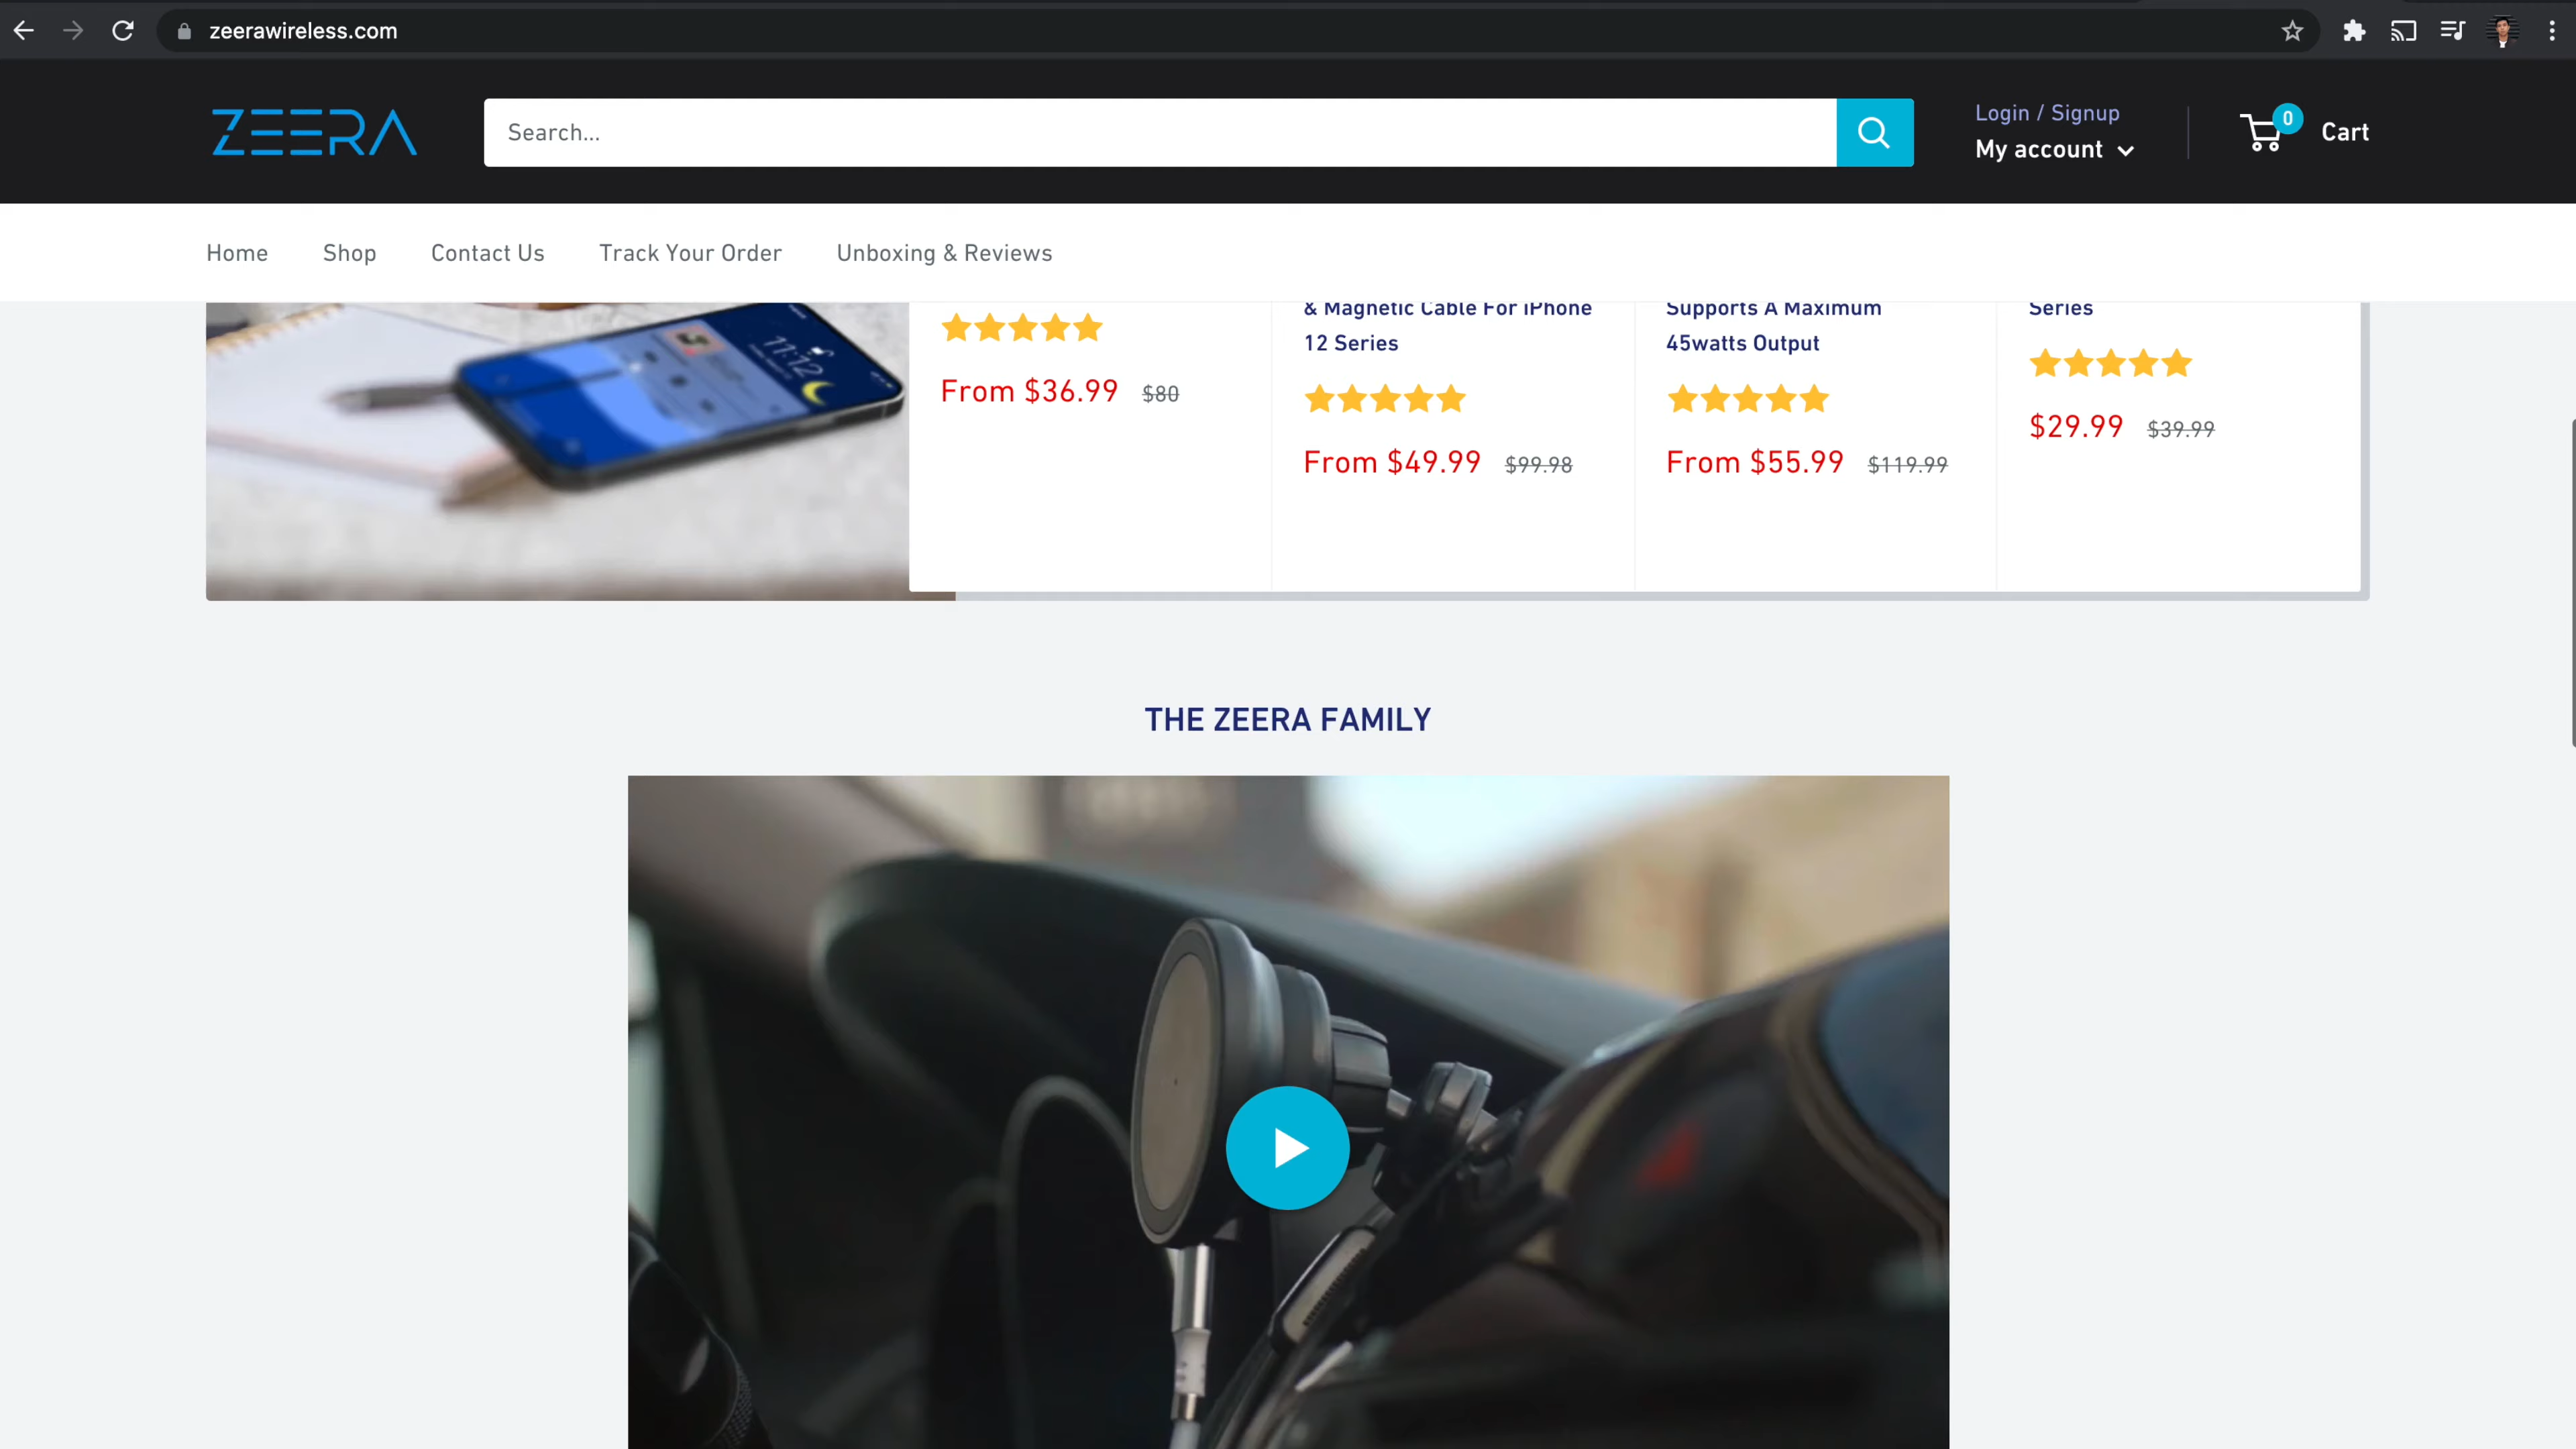 zeerawireless.com
ZEERA
Search...
Login / Signup
My account
0
Cart
Home
Shop
Contact Us
Track Your Order
Unboxing & Reviews
11:12
From $36.99 $80
& Magnetic Cable For iPhone
12 Series
From $49.99 $99.98
Supports A Maximum
45watts Output
From $55.99 $119.99
Series
$29.99 $39.99
THE ZEERA FAMILY